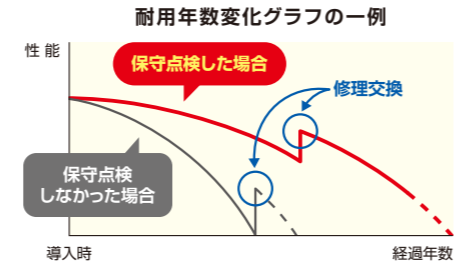 耐用年数変化グラフの一例
性能
保守点検した場合
修理交換
保守点検
しなかった場合
導入時
経過年数